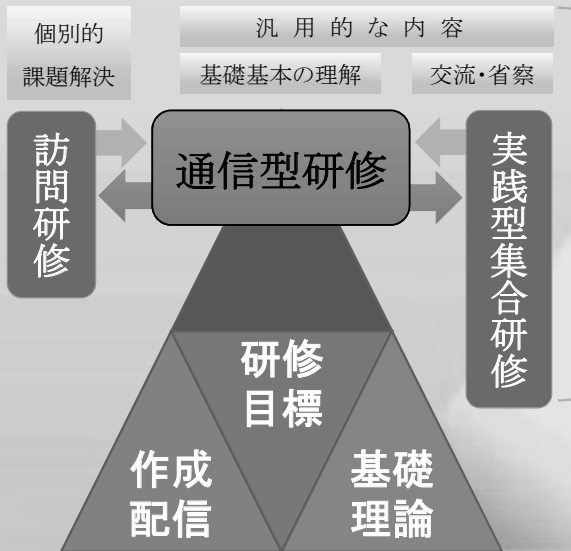 個別的
課題解決
汎用的な内容
基礎基本の理解
交流・省察
訪問研修
通信型研修
実践型集合研修
研修
目標
作成
配信
基礎
理論